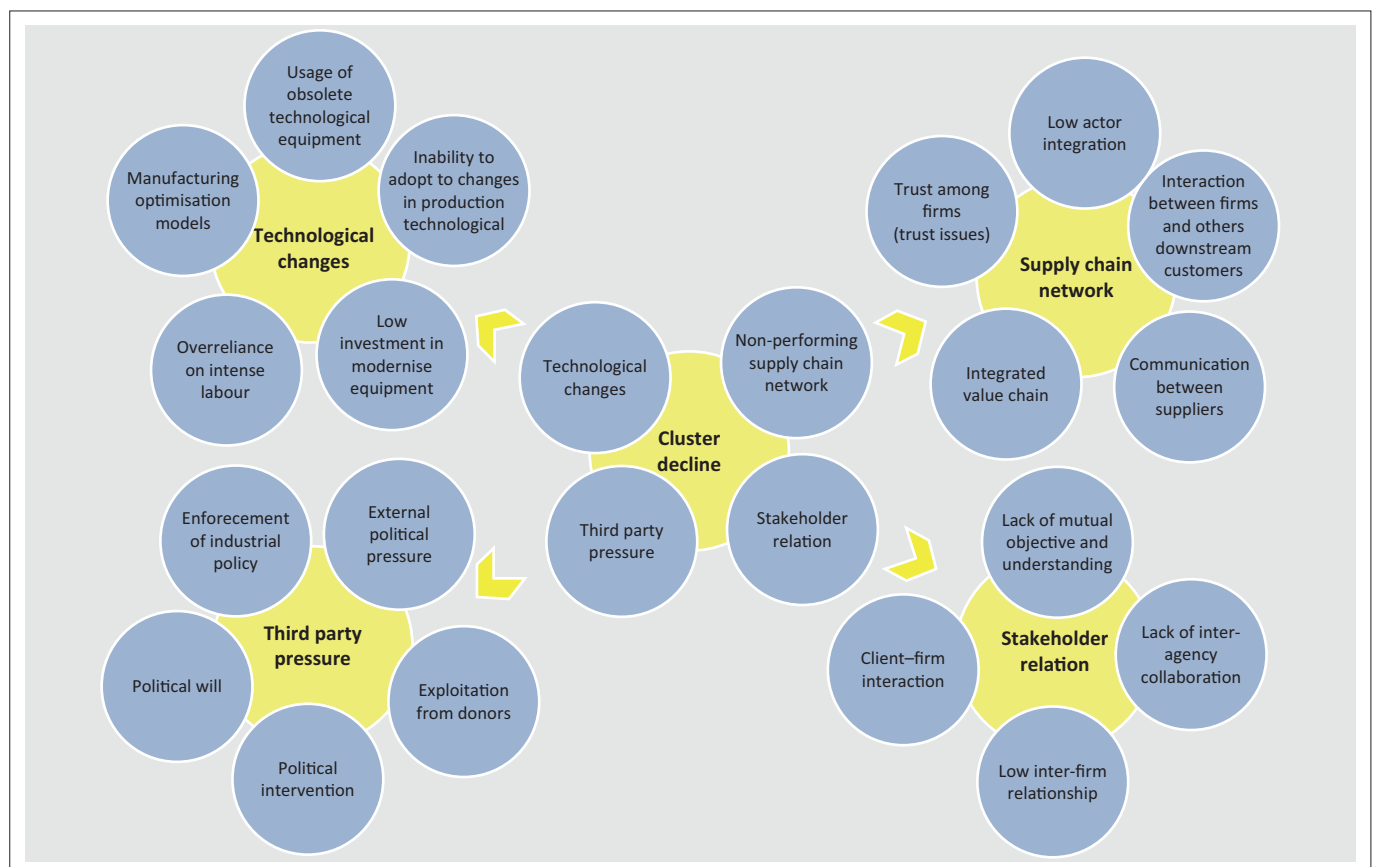 Usage of
obsolete
technological
equipment
Manufacturing
optimisation
models
Inability to
adopt to changes
in production
technological
Technological
changes
Overreliance
on intense
labour
Low
investment in
modernise
equipment
Low actor
integration
Trust among
firms
(trust issues)
Interaction
between firms
and others
downstream
customers
Supply chain
network
Integrated
value chain
Communication
between
suppliers
Technological
changes
Non-performing
supply chain
network
Cluster
decline
Third party
pressure
Stakeholder
relation
Enforecement
of industrial
policy
External
political
pressure
Third party
pressure
Political will
Exploitation
from donors
Political
intervention
Lack of mutual
objective and
understanding
Client–firm
interaction
Stakeholder
relation
Lack of inter-
agency
collaboration
Low inter-firm
relationship